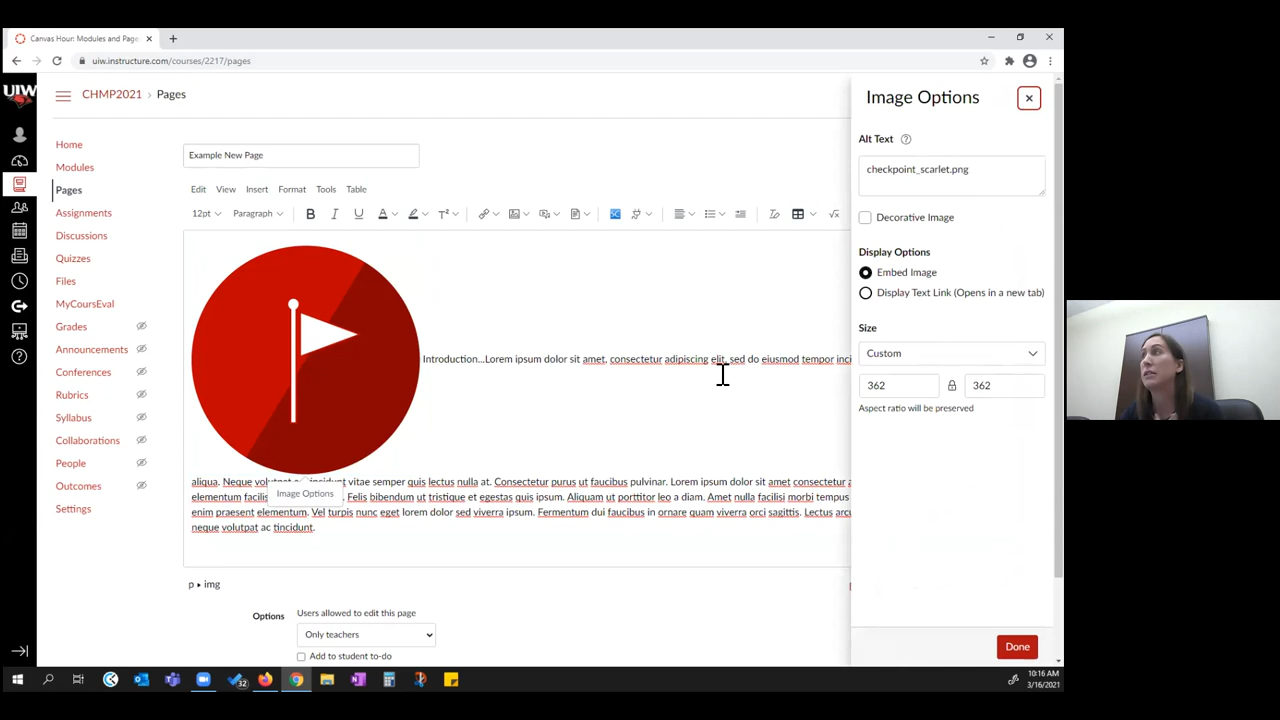 Canvas Hour: Modules and Page
uiw.instructure.com/courses/2217/pages
UIW
CHMP2021 › Pages
Home
Modules
Pages
Assignments
Discussions
Quizzes
Files
MyCoursEval
Grades
Announcements
Conferences
Rubrics
Syllabus
Collaborations
People
Outcomes
Settings
Example New Page
Edit View Insert Format Tools Table
12pt Paragraph B I U A T² √x
Introduction...Lorem ipsum dolor sit amet, consectetur adipiscing elit, sed do eiusmod tempor inci
aliqua. Neque volutpat ac tincidunt vitae semper quis lectus nulla at. Consectetur purus ut faucibus pulvinar. Lorem ipsum dolor sit amet consectetur a
elementum facilis Felis bibendum ut tristique et egestas quis ipsum. Aliquam ut porttitor leo a diam. Amet nulla facilisi morbi tempus
enim praesent elementum. Vel turpis nunc eget lorem dolor sed viverra ipsum. Fermentum dui faucibus in ornare quam viverra orci sagittis. Lectus arcu
neque volutpat ac tincidunt.
Image Options
p ▸ img
Options
Users allowed to edit this page
Only teachers
Add to student to-do
Image Options
Alt Text
checkpoint_scarlet.png
Decorative Image
Display Options
Embed Image
Display Text Link (Opens in a new tab)
Size
Custom
362 362
Aspect ratio will be preserved
Done
32
10:16 AM
3/16/2021